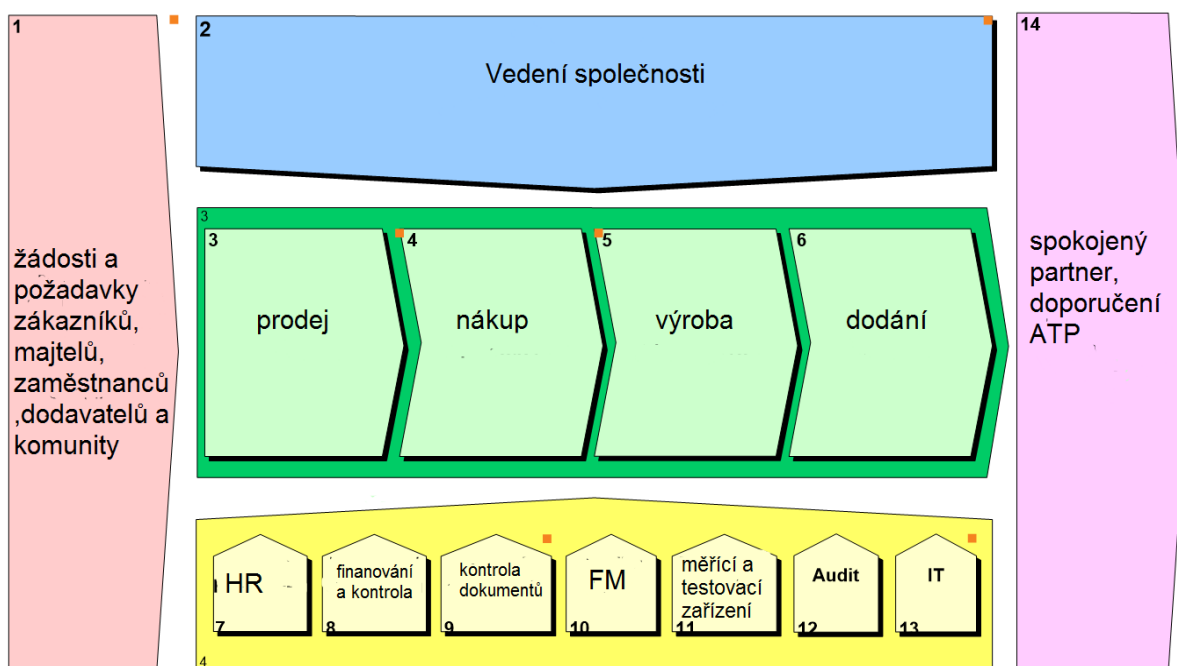 1
žádosti a
požadavky
zákazníků,
majtelů,
zaměstnanců
,dodavatelů a
komunity
2
Vedení společnosti
3
3
prodej
4
nákup
5
výroba
6
dodání
HR
7
finanování
a kontrola
8
kontrola
dokumentů
9
FM
10
měřící a
testovací
zařízení
11
Audit
12
IT
13
4
14
spokojený
partner,
doporučení
ATP